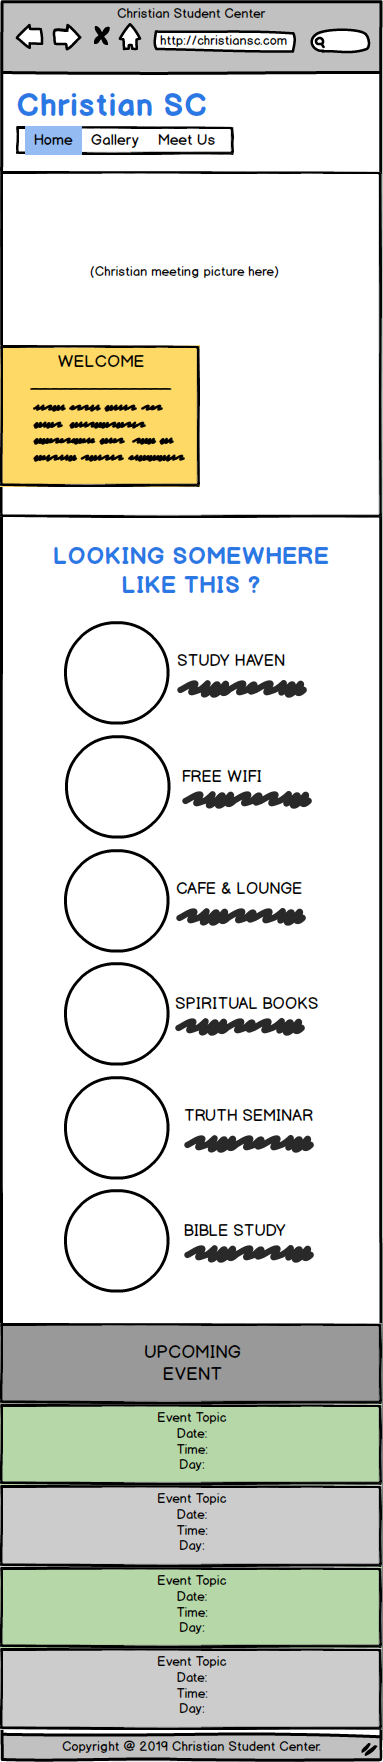 Christian Student Center
http://christiansc.com
Christian SC
Home Gallery Meet Us
(Christian meeting picture here)
WELCOME
LOOKING SOMEWHERE
LIKE THIS ?
STUDY HAVEN
FREE WIFI
CAFE & LOUNGE
SPIRITUAL BOOKS
TRUTH SEMINAR
BIBLE STUDY
UPCOMING
EVENT
Event Topic
Date:
Time:
Day:
Event Topic
Date:
Time:
Day:
Event Topic
Date:
Time:
Day:
Event Topic
Date:
Time:
Day:
Copyright @ 2019 Christian Student Center.